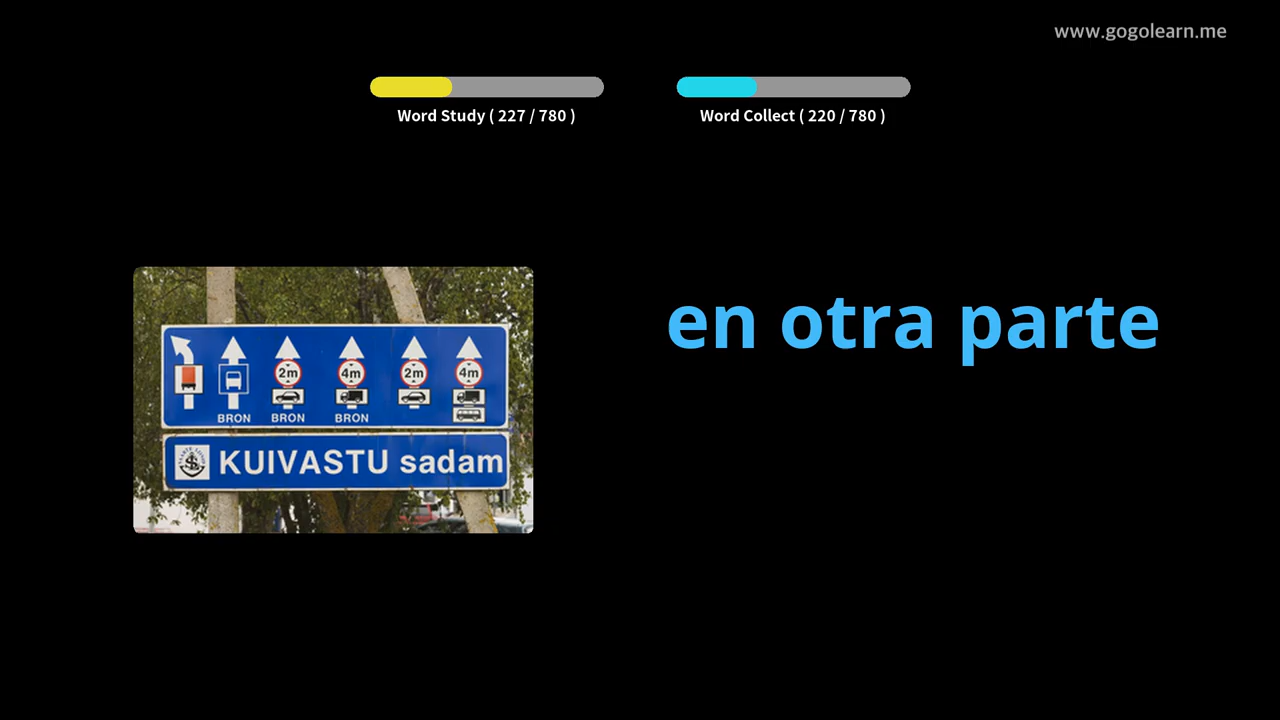 www.gogolearn.me
Word Study ( 227 / 780 )
Word Collect ( 220 / 780 )
en otra parte
2m
4m
2m
4m
BRON
BRON
BRON
KUIVASTU sadam